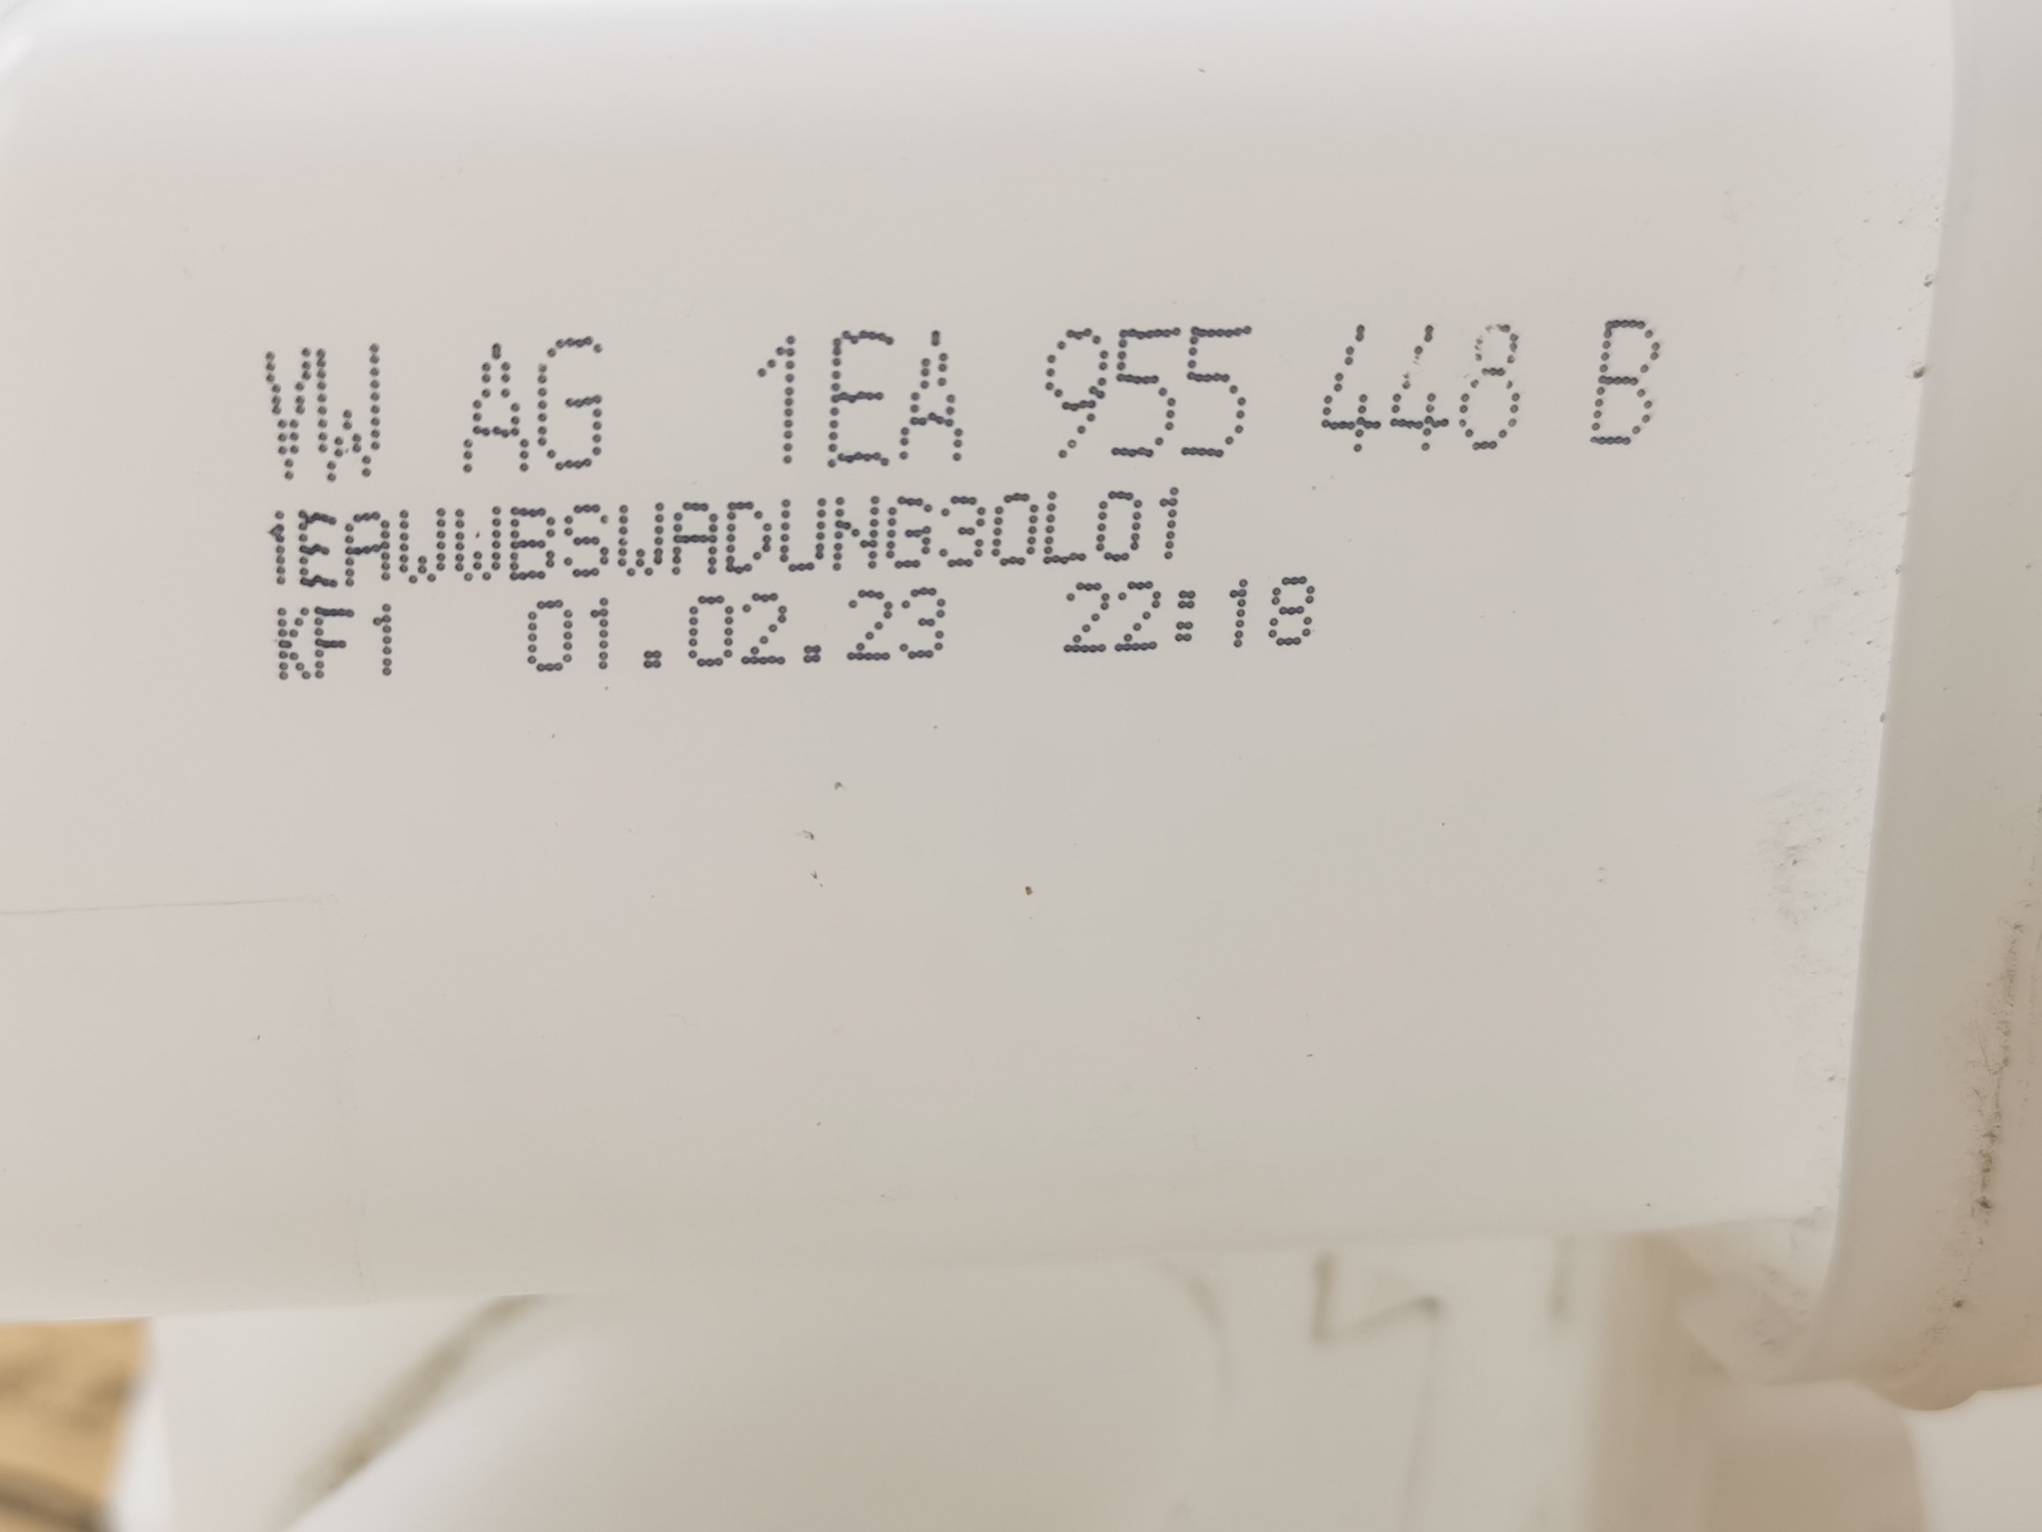 VW AG 1EA 955 448 B
1EAWWBSWADUNG30L01
KF1 01.02.23 22:18